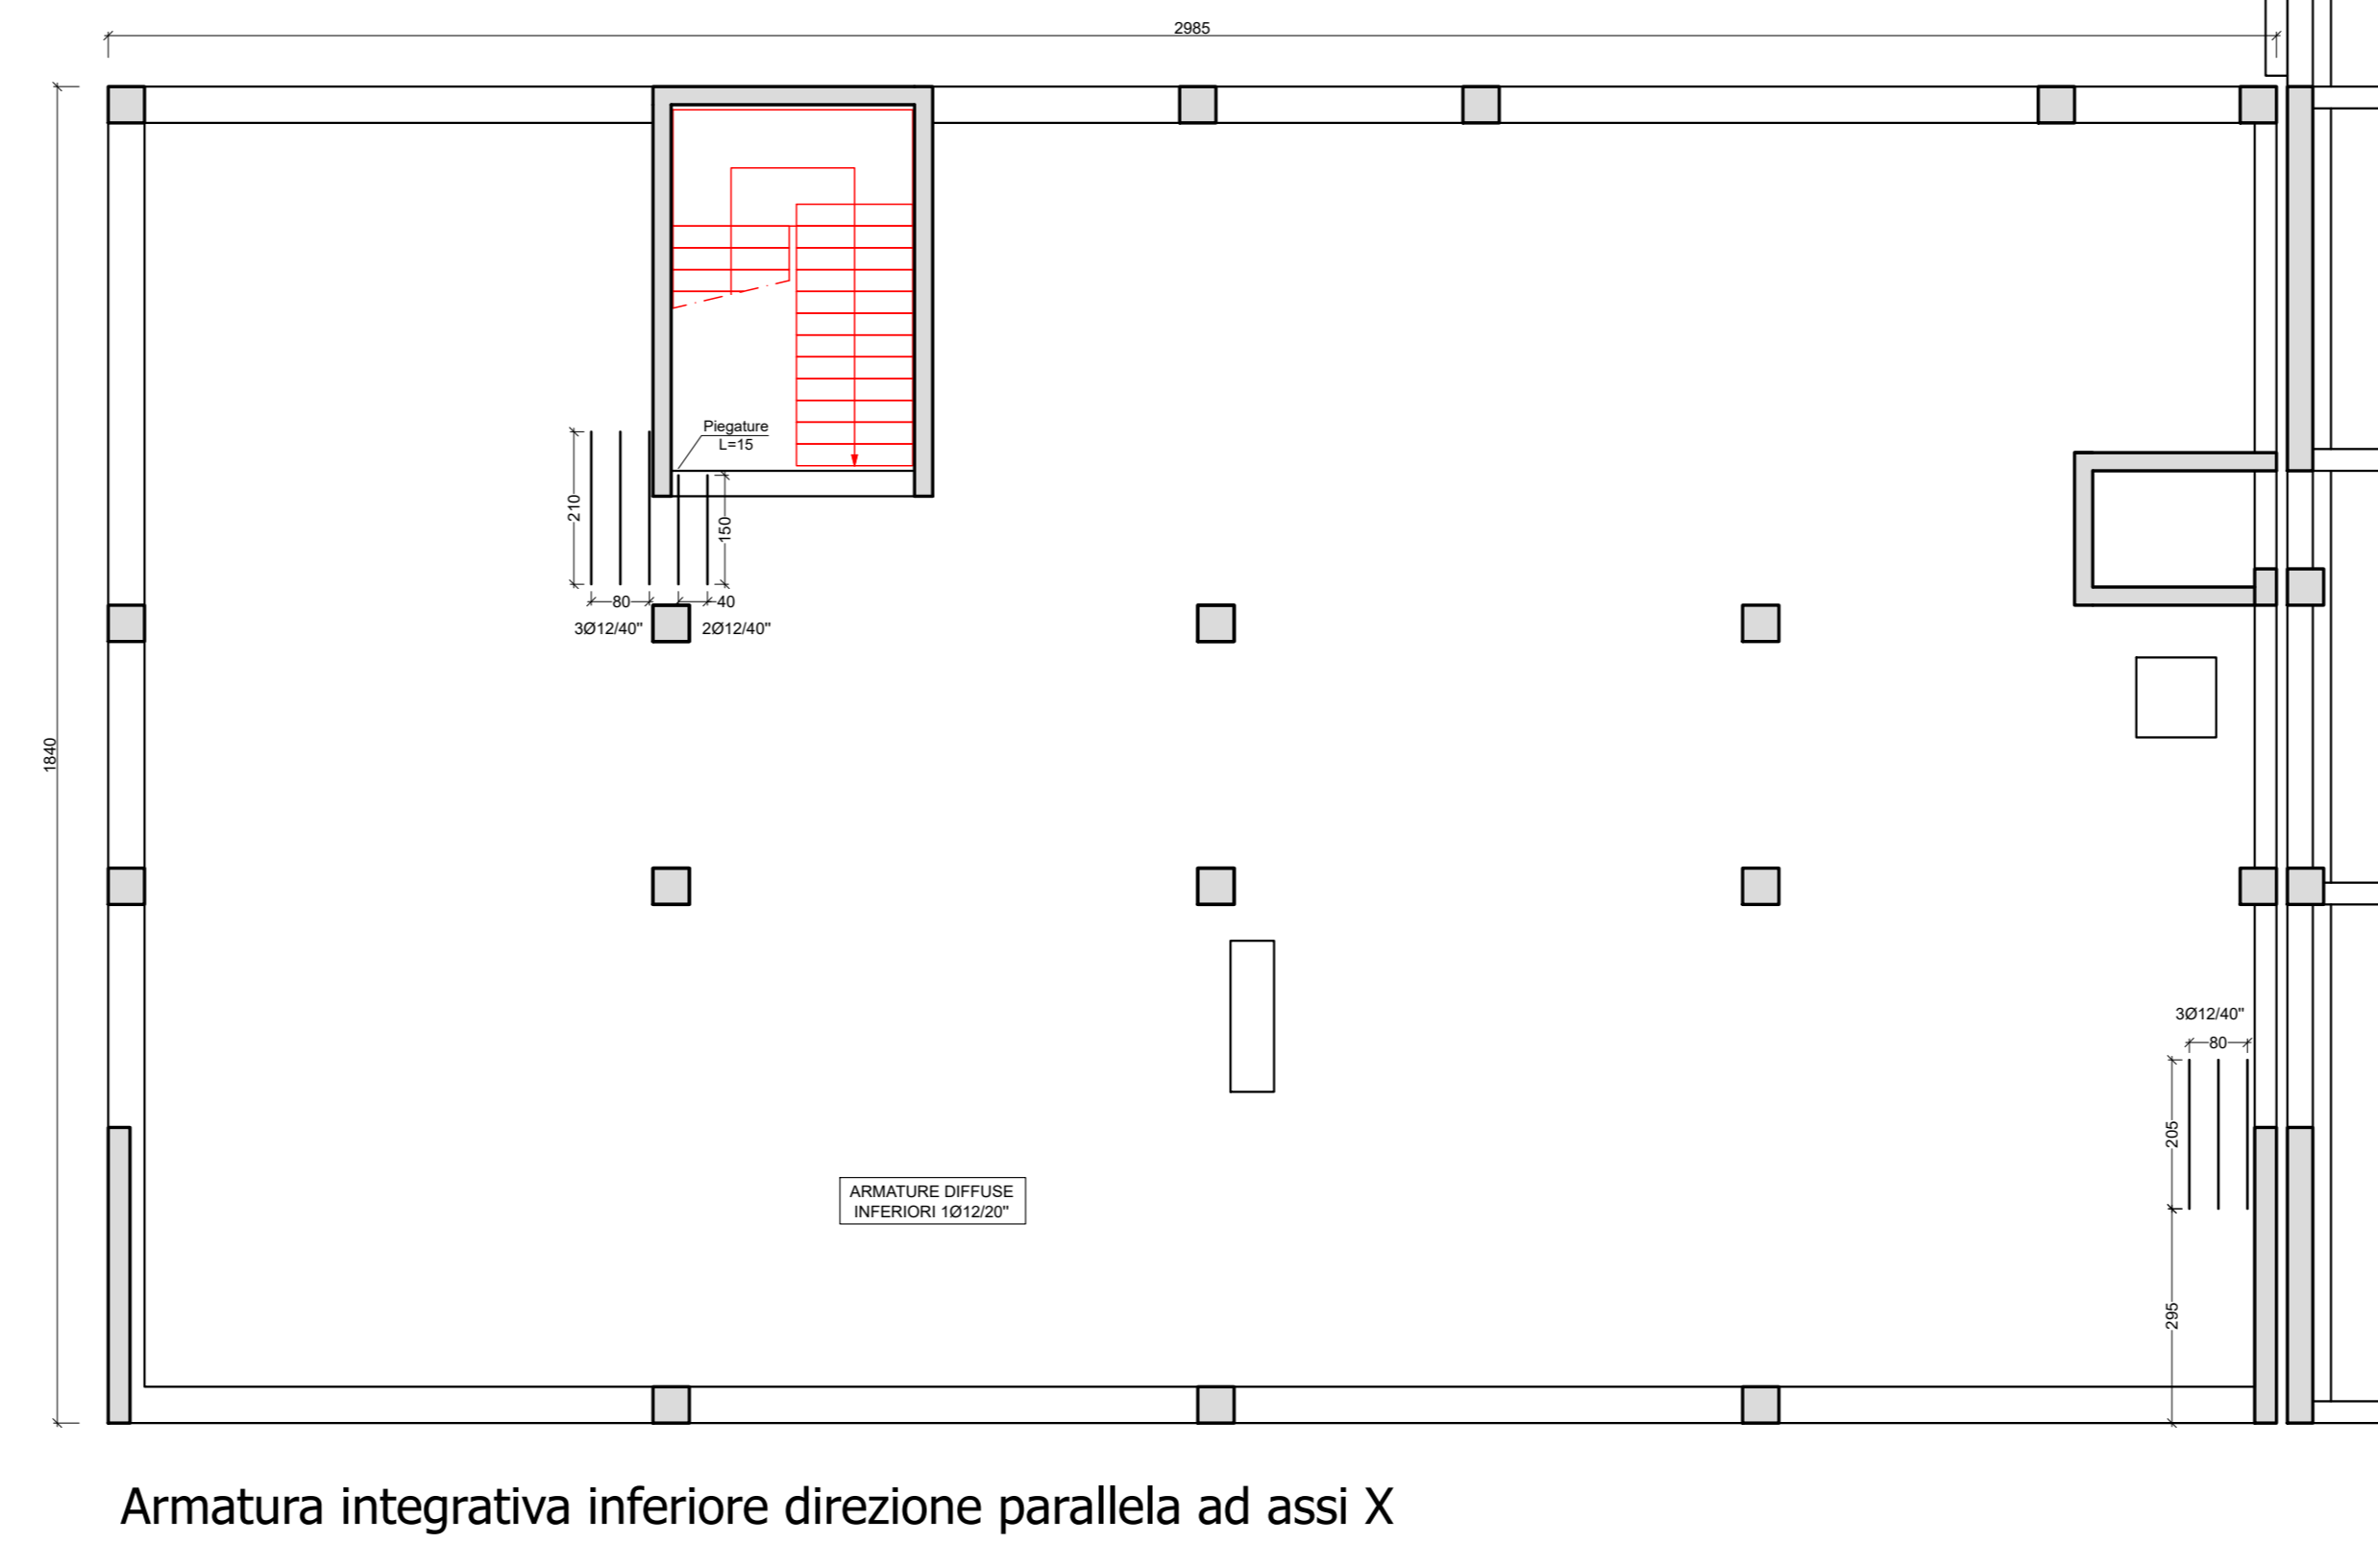 2985
1840
Piegature
L=15
210
150
80
40
3Ø12/40"
2Ø12/40"
3Ø12/40"
80
205
295
ARMATURE DIFFUSE
INFERIORI 1Ø12/20"
Armatura integrativa inferiore direzione parallela ad assi X